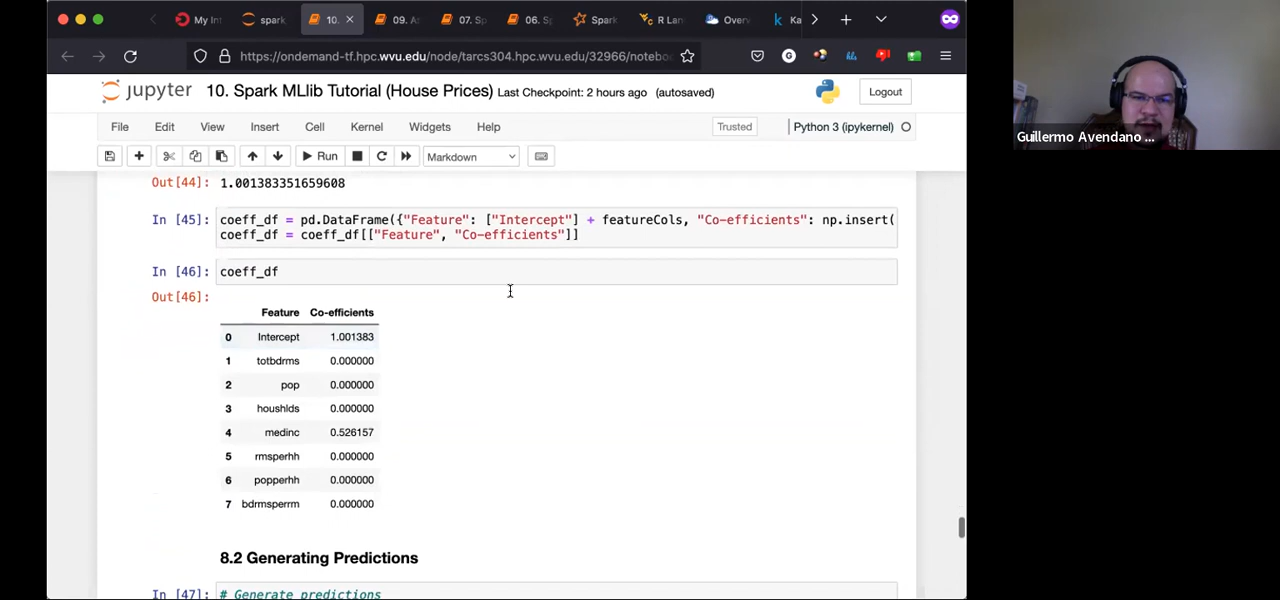 My In
spark
10.
09. A
07. Sp
06. Sp
Spark
R Lan
Overv
Ka
https://ondemand-tf.hpc.wvu.edu/node/tarcs304.hpc.wvu.edu/32966/notebo
jupyter 10. Spark MLlib Tutorial (House Prices) Last Checkpoint: 2 hours ago (autosaved)
Logout
File Edit View Insert Cell Kernel Widgets Help
Trusted
Python 3 (ipykernel)
Run
Markdown
Out[44]: 1.001383351659608
In [45]: coeff_df = pd.DataFrame({"Feature": ["Intercept"] + featureCols, "Co-efficients": np.insert(
coeff_df = coeff_df[["Feature", "Co-efficients"]]
In [46]: coeff_df
Out[46]:
Feature Co-efficients
0 Intercept 1.001383
1 totbdrms 0.000000
2 pop 0.000000
3 houshlds 0.000000
4 medinc 0.526157
5 rmsperhh 0.000000
6 popperhh 0.000000
7 bdrmsperrm 0.000000
8.2 Generating Predictions
In [47]: # Generate predictions
Guillermo Avendano ...